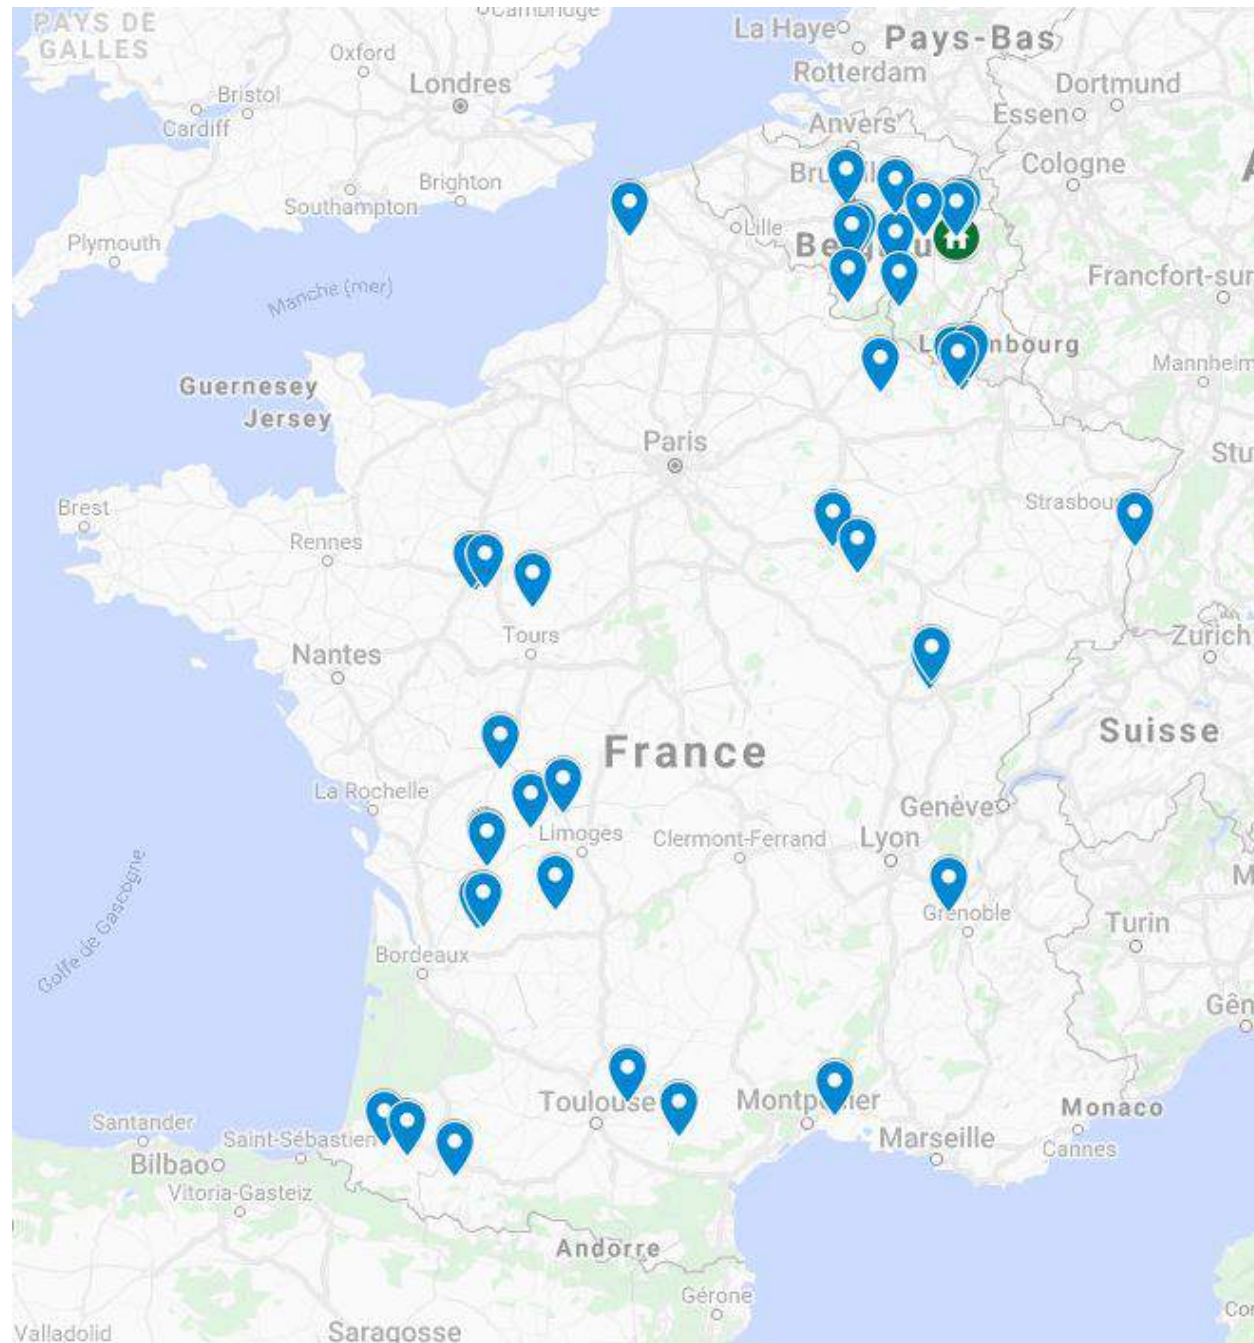 Cambridge
PAYS DE
GALLES
La Haye
Pays-Bas
Oxford
Rotterdam
Londres
Dortmund
Bristol
Essen
Cardiff
Anvers
Cologne
Brighton
Southampton
Lille
Plymouth
Manche (mer)
Francfort-sur
Guernesey
Jersey
Mannheim
Paris
Stu
Brest
Strasbou
Rennes
Tours
Zurich
Nantes
France
Suisse
La Rochelle
Genève
Limoges
Clermont-Ferrand
Lyon
Golfe de Gascogne
M
Grenoble
Turin
Bordeaux
Gên
Toulouse
Monaco
Santander
Saint-Sébastien
Marseille
Cannes
Bilbao
Vitoria-Gasteiz
Andorre
Gérone
Cor
Valladolid
Saragosse